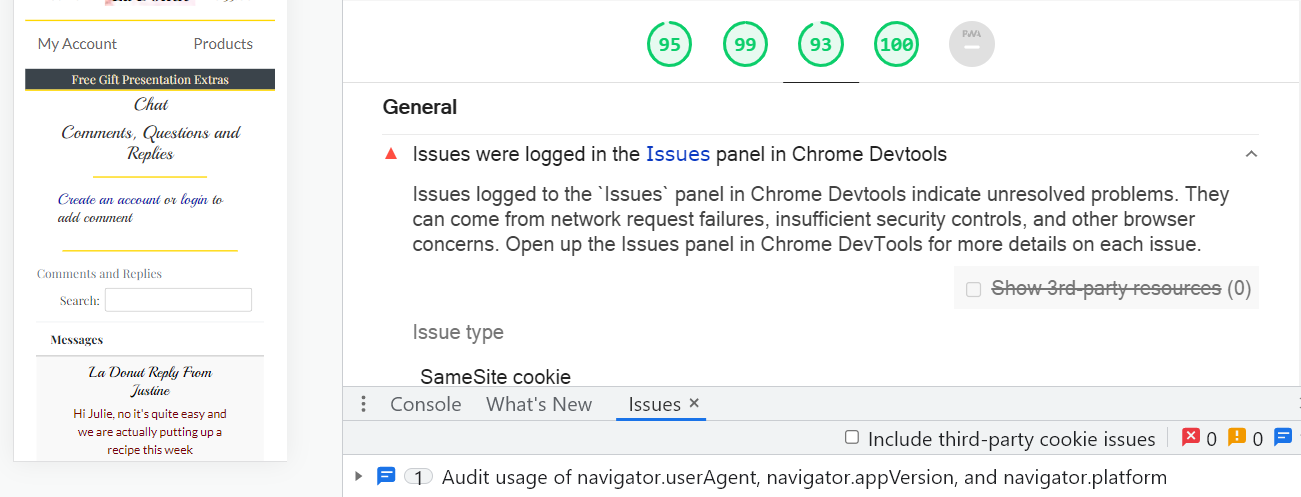 My Account Products
Free Gift Presentation Extras
Chat
Comments, Questions and
Replies
Create an account or login to
add comment
Comments and Replies
Search:
Messages
La Donut Reply From
Justine
Hi Julie, no it's quite easy and
we are actually putting up a
recipe this week
95 99 93 100 PWA
General
Issues were logged in the Issues panel in Chrome Devtools
Issues logged to the `Issues` panel in Chrome Devtools indicate unresolved problems. They
can come from network request failures, insufficient security controls, and other browser
concerns. Open up the Issues panel in Chrome DevTools for more details on each issue.
Show 3rd-party resources (0)
Issue type
SameSite cookie
Console What's New Issues ×
Include third-party cookie issues 0 0
1 Audit usage of navigator.userAgent, navigator.appVersion, and navigator.platform